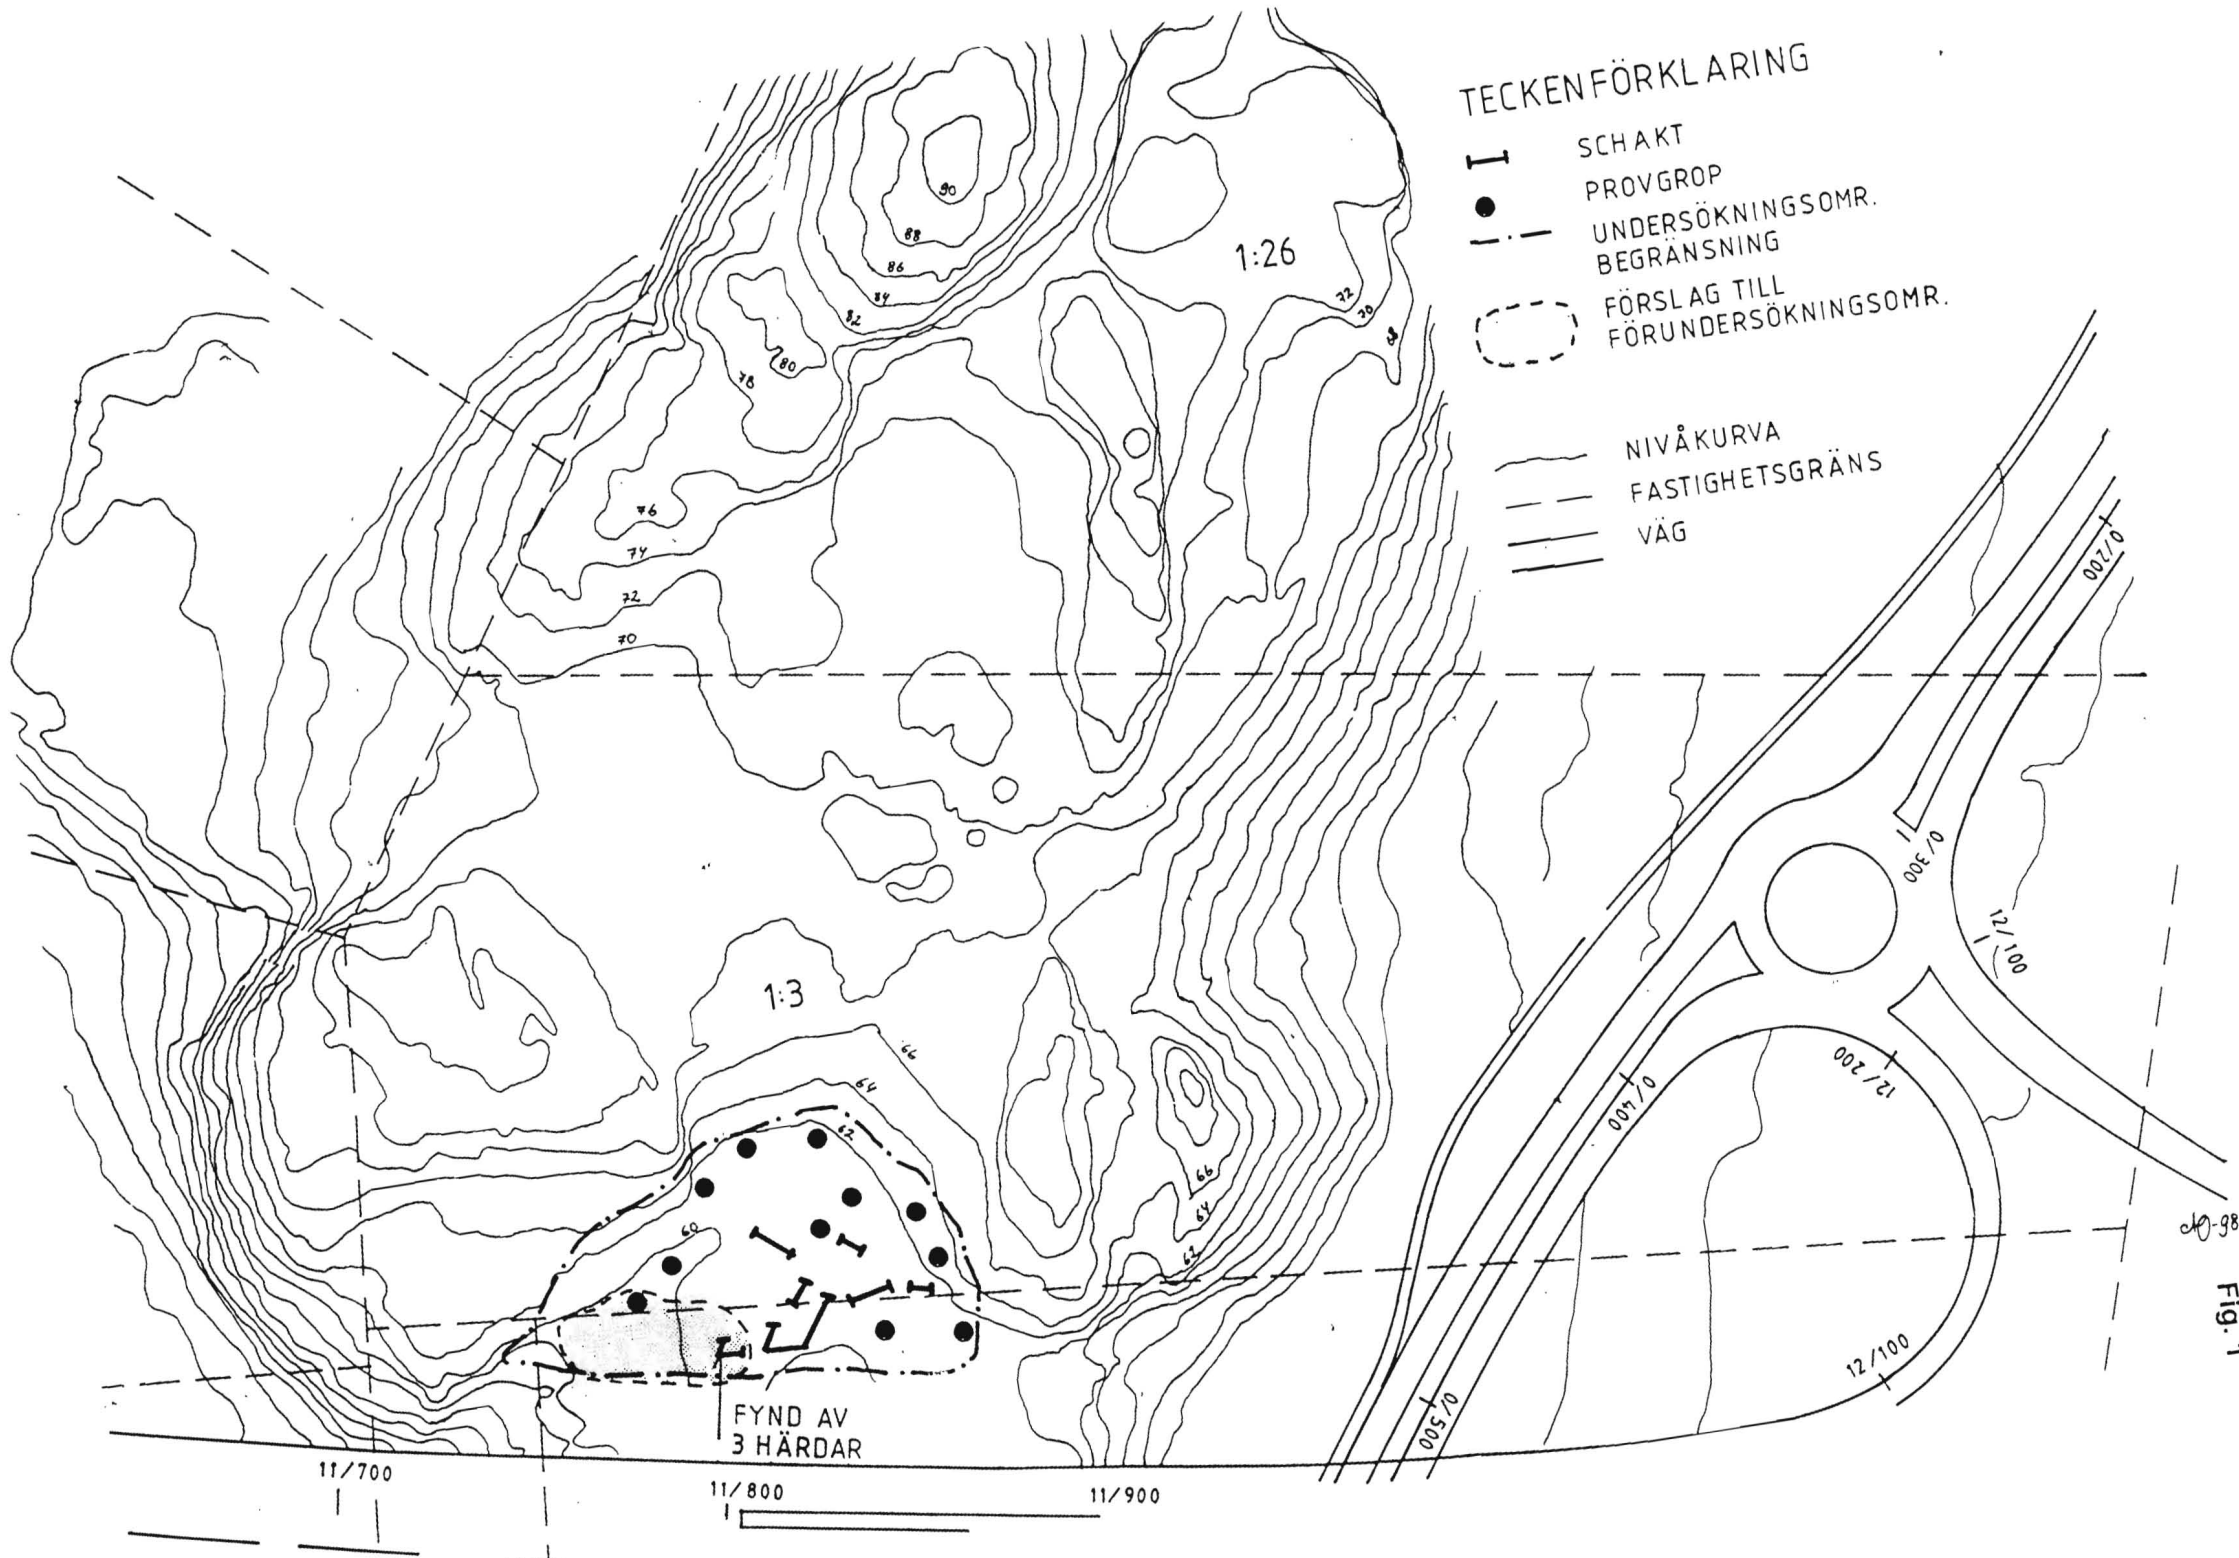 TECKENFÖRKLARING
SCHAKT
PROVGROP
UNDERSÖKNINGSOMR.
BEGRÄNSNING
FÖRSLAG TILL
FÖRUNDERSÖKNINGSOMR.
NIVÅKURVA
FASTIGHETSGRÄNS
VÄG
90
88
86
84
82
80
78
76
74
72
70
1:26
72
70
68
1:3
66
64
62
60
66
64
62
0/200
0/300
12/100
12/200
0/400
0/500
12/100
FYND AV
3 HÄRDAR
11/700
11/800
11/900
Fig. 1